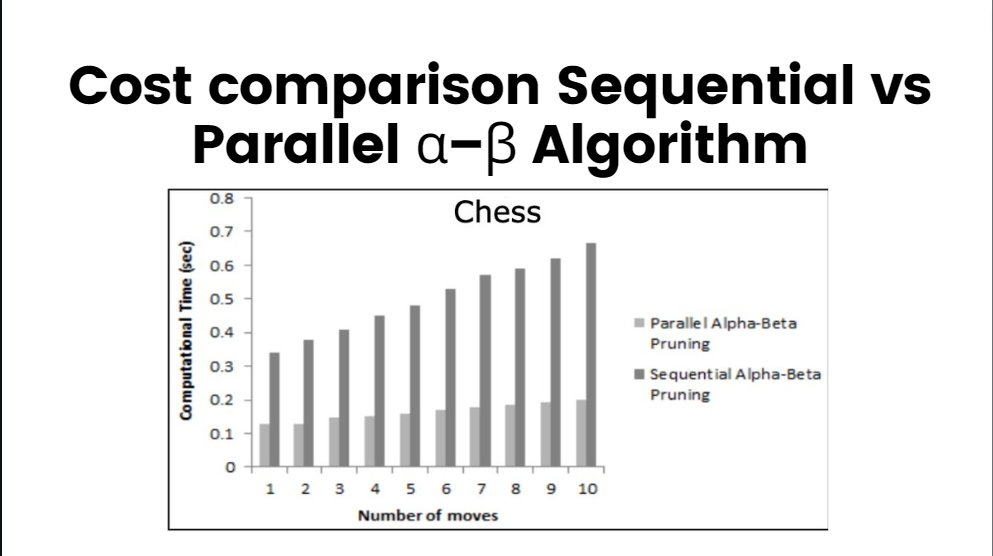 Cost comparison Sequential vs
Parallel α–β Algorithm
Chess
0.8
0.7
0.6
0.5
0.4
0.3
0.2
0.1
0
Computational Time (sec)
1 2 3 4 5 6 7 8 9 10
Number of moves
Parallel Alpha-Beta
Pruning
Sequential Alpha-Beta
Pruning